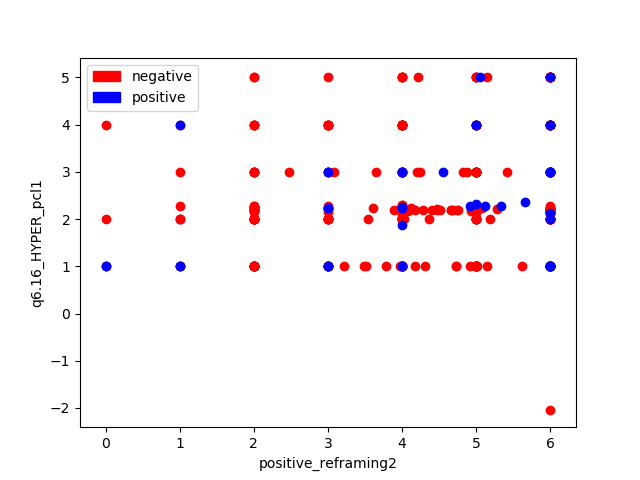 negative
positive
5
4
3
2
1
0
−1
−2
q6.16_HYPER_pcl1
0 1 2 3 4 5 6
positive_reframing2